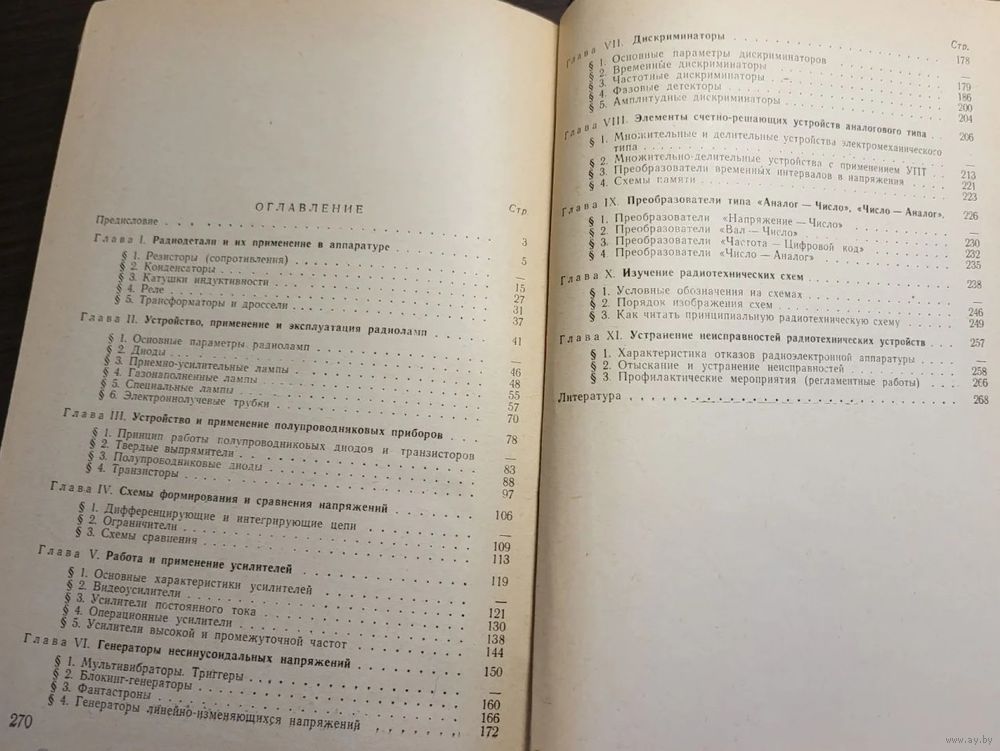 ОГЛАВЛЕНИЕ
Стр.
Предисловие 3
Глава I. Радиодетали и их применение в аппаратуре 5
§ 1. Резисторы (сопротивления) —
§ 2. Конденсаторы 15
§ 3. Катушки индуктивности 27
§ 4. Реле 31
§ 5. Трансформаторы и дроссели 37
Глава II. Устройство, применение и эксплуатация радиоламп 41
§ 1. Основные параметры радиоламп —
§ 2. Диоды 46
§ 3. Приемно-усилительные лампы 48
§ 4. Газонаполненные лампы 55
§ 5. Специальные лампы 57
§ 6. Электроннолучевые трубки 70
Глава III. Устройство и применение полупроводниковых приборов 78
§ 1. Принцип работы полупроводниковых диодов и транзисторов —
§ 2. Твердые выпрямители 83
§ 3. Полупроводниковые диоды 88
§ 4. Транзисторы 97
Глава IV. Схемы формирования и сравнения напряжений 106
§ 1. Дифференцирующие и интегрирующие цепи —
§ 2. Ограничители 109
§ 3. Схемы сравнения 113
Глава V. Работа и применение усилителей 119
§ 1. Основные характеристики усилителей —
§ 2. Видеоусилители 121
§ 3. Усилители постоянного тока 130
§ 4. Операционные усилители 138
§ 5. Усилители высокой и промежуточной частот 144
Глава VI. Генераторы несинусоидальных напряжений 150
§ 1. Мультивибраторы. Триггеры —
§ 2. Блокинг-генераторы 160
§ 3. Фантастроны 166
§ 4. Генераторы линейно-изменяющихся напряжений 172
270
Стр.
Глава VII. Дискриминаторы 178
§ 1. Основные параметры дискриминаторов —
§ 2. Временные дискриминаторы 179
§ 3. Частотные дискриминаторы 186
§ 4. Фазовые детекторы 200
§ 5. Амплитудные дискриминаторы 204
Глава VIII. Элементы счетно-решающих устройств аналогового типа 206
§ 1. Множительные и делительные устройства электромеханического
типа —
§ 2. Множительно-делительные устройства с применением УПТ 213
§ 3. Преобразователи временных интервалов в напряжения 221
§ 4. Схемы памяти 223
Глава IX. Преобразователи типа «Аналог — Число», «Число — Аналог». 226
§ 1. Преобразователи «Напряжение — Число» —
§ 2. Преобразователи «Вал — Число» 230
§ 3. Преобразователи «Частота — Цифровой код» 232
§ 4. Преобразователи «Число — Аналог» 235
Глава X. Изучение радиотехнических схем 238
§ 1. Условные обозначения на схемах —
§ 2. Порядок изображения схем 246
§ 3. Как читать принципиальную радиотехническую схему 249
Глава XI. Устранение неисправностей радиотехнических устройств 257
§ 1. Характеристика отказов радиоэлектронной аппаратуры —
§ 2. Отыскание и устранение неисправностей 258
§ 3. Профилактические мероприятия (регламентные работы) 266
Литература 268
www.ay.by